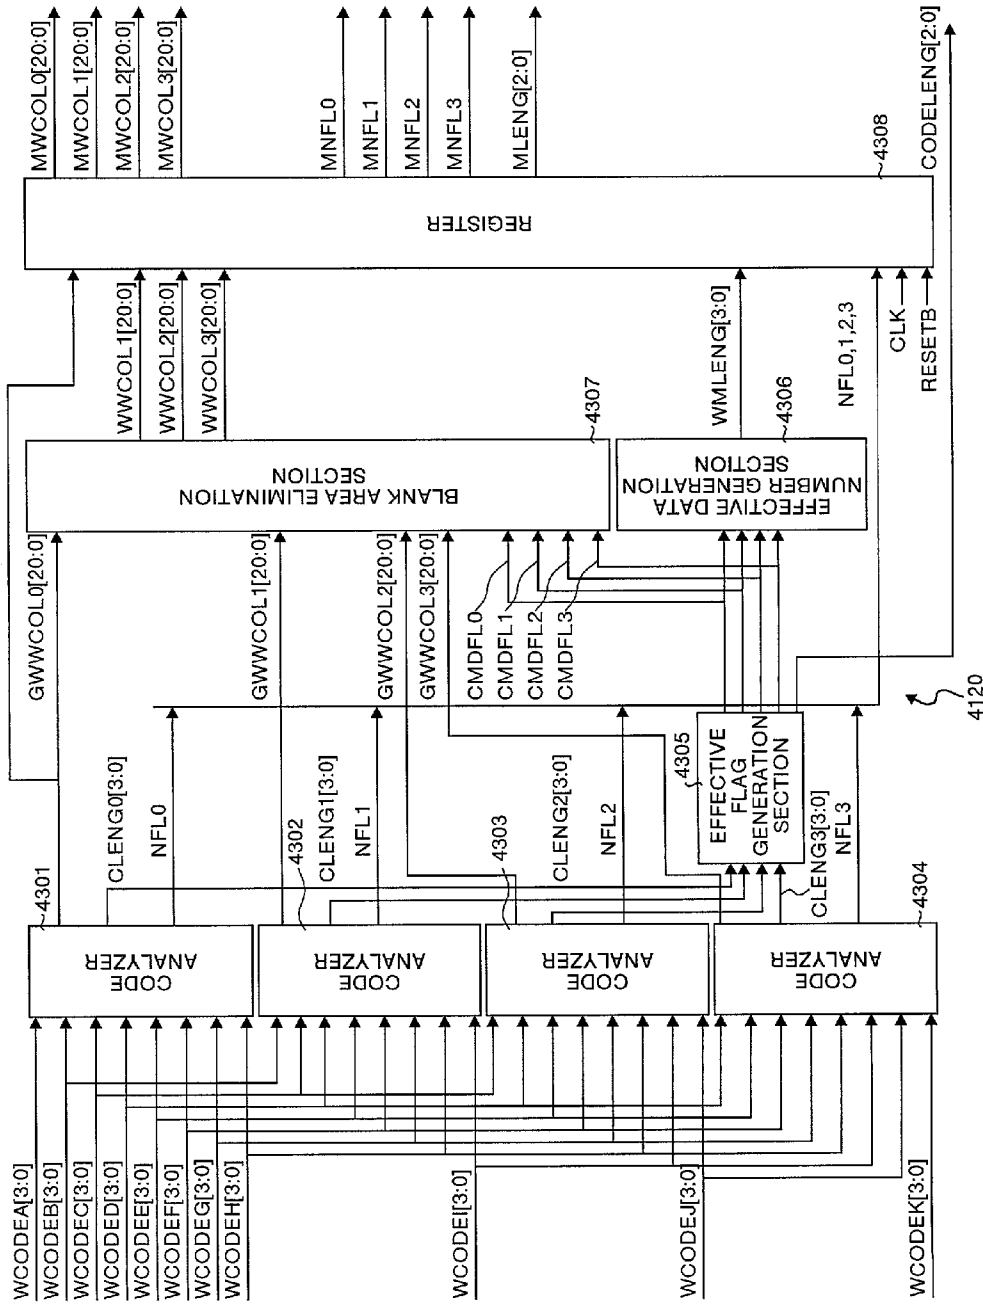 MWCOL0[20:0]
MWCOL1[20:0]
MWCOL2[20:0]
MWCOL3[20:0]
MNFL0
MNFL1
MNFL2
MNFL3
MLENG[2:0]
4308
CODELENG[2:0]
REGISTER
WWCOL1[20:0]
WWCOL2[20:0]
WWCOL3[20:0]
WMLENG[3:0]
NFL0,1,2,3
CLK
RESETB
4307
4306
BLANK AREA ELIMINATION
SECTION
EFFECTIVE DATA
NUMBER GENERATION
SECTION
GWWCOL0[20:0]
GWWCOL1[20:0]
GWWCOL2[20:0]
GWWCOL3[20:0]
CMDFL0
CMDFL1
CMDFL2
CMDFL3
4120
4305
EFFECTIVE
FLAG
GENERATION
SECTION
CLENG0[3:0]
NFL0
CLENG1[3:0]
NFL1
CLENG2[3:0]
NFL2
CLENG3[3:0]
NFL3
4301
4302
4303
4304
CODE
ANALYZER
CODE
ANALYZER
CODE
ANALYZER
CODE
ANALYZER
WCODEA[3:0]
WCODEB[3:0]
WCODEC[3:0]
WCODED[3:0]
WCODEE[3:0]
WCODEF[3:0]
WCODEG[3:0]
WCODEH[3:0]
WCODEI[3:0]
WCODEJ[3:0]
WCODEK[3:0]